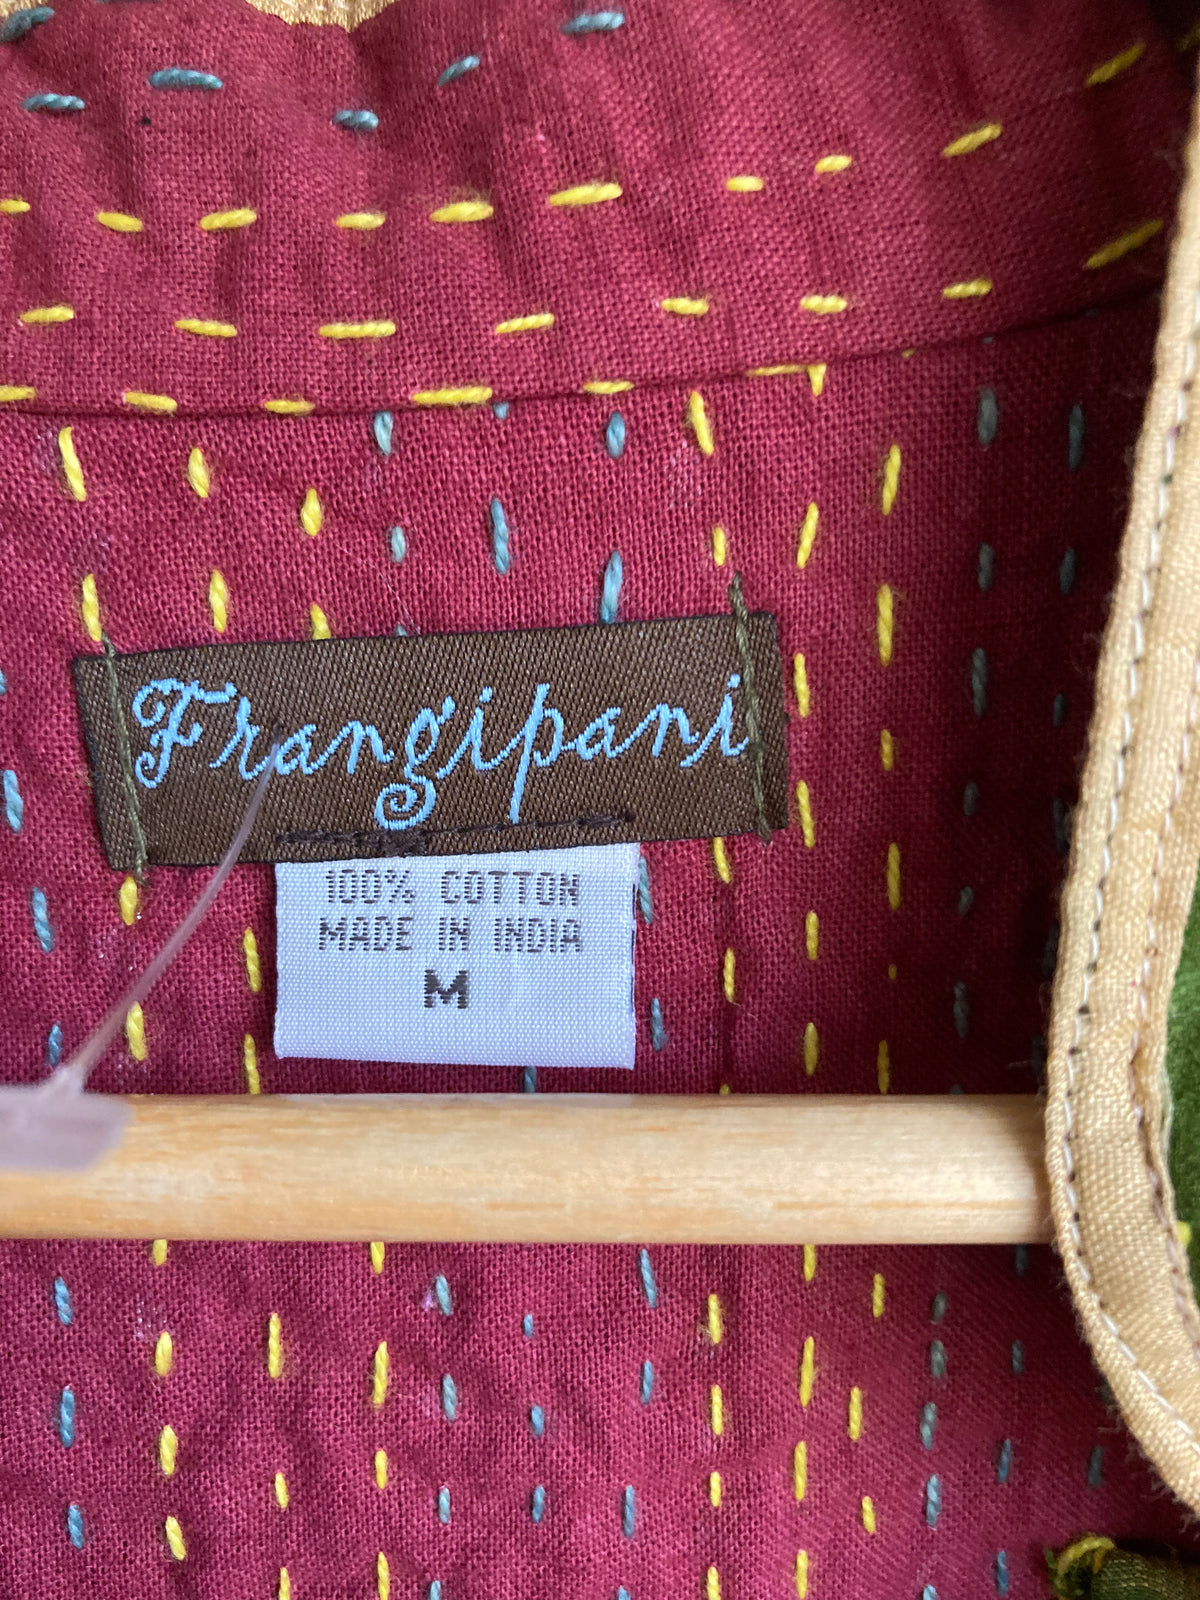 Frangipani
100% COTTON
MADE IN INDIA
M